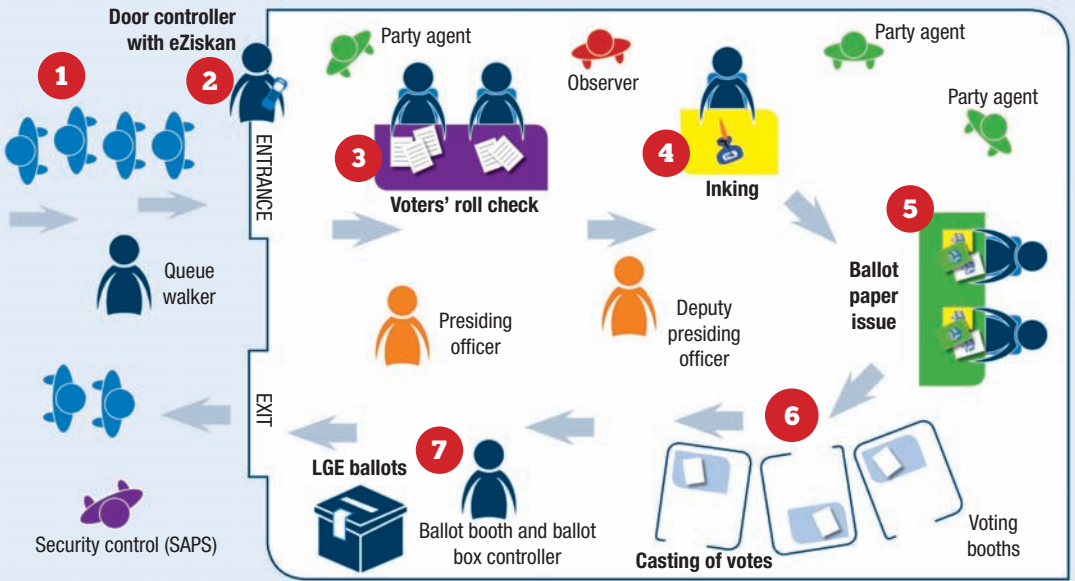 Door controller
with eZiskan
1
2
Party agent
Observer
Party agent
Party agent
ENTRANCE
3
Voters' roll check
4
Inking
5
Ballot
paper
issue
Queue
walker
Presiding
officer
Deputy
presiding
officer
EXIT
6
7
LGE ballots
Ballot booth and ballot
box controller
Casting of votes
Voting
booths
Security control (SAPS)